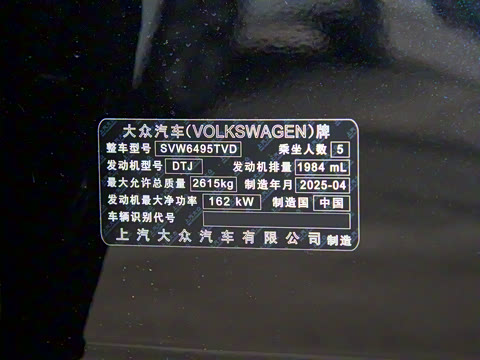 大众汽车(VOLKSWAGEN)牌
整车型号 SVW6495TVD 乘坐人数 5
发动机型号 DTJ 发动机排量 1984 mL
最大允许总质量 2615kg 制造年月 2025-04
发动机最大净功率 162 kW 制造国 中国
车辆识别代号
上汽大众汽车有限公司制造